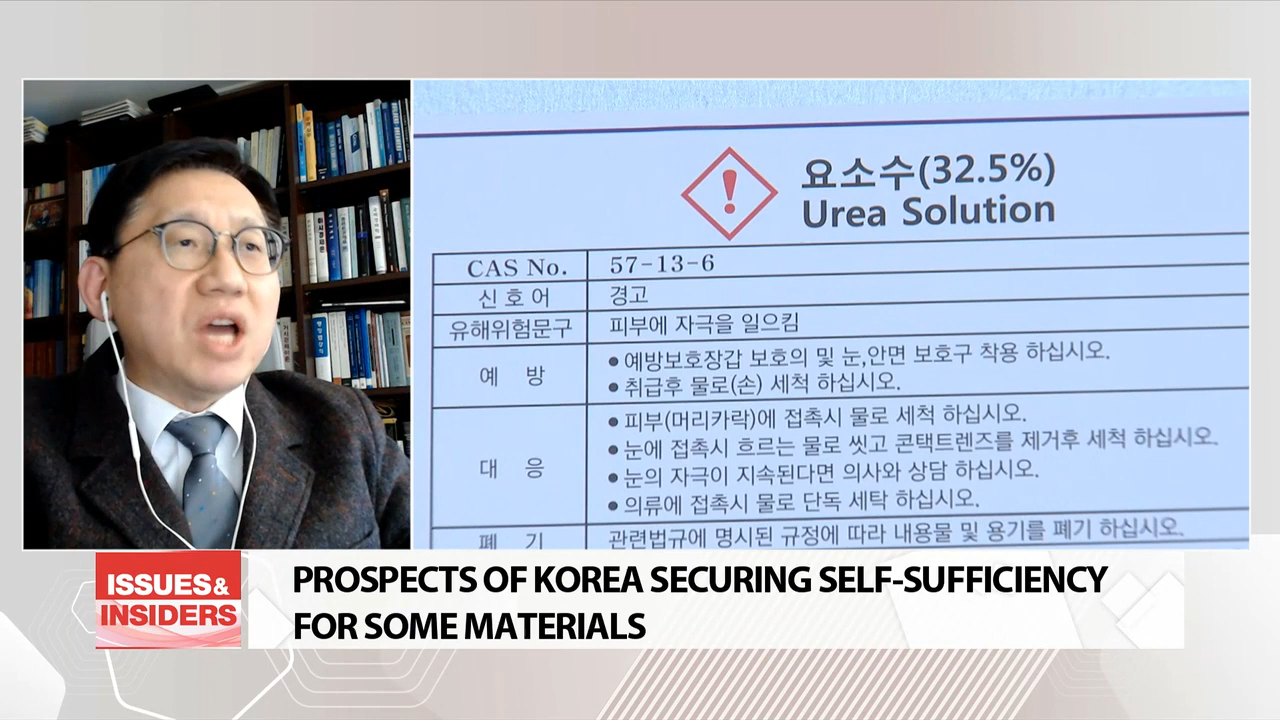 요소수(32.5%)
Urea Solution
CAS No. 57-13-6
신호어 경고
유해위험문구 피부에 자극을 일으킴
예 방
● 예방보호장갑 보호의 및 눈,안면 보호구 착용 하십시오.
● 취급후 물로(손) 세척 하십시오.
대 응
● 피부(머리카락)에 접촉시 물로 세척 하십시오.
● 눈에 접촉시 흐르는 물로 씻고 콘택트렌즈를 제거후 세척 하십시오.
● 눈의 자극이 지속된다면 의사와 상담 하십시오.
● 의류에 접촉시 물로 단독 세탁 하십시오.
폐 기 관련법규에 명시된 규정에 따라 내용물 및 용기를 폐기 하십시오.
ISSUES&
INSIDERS
PROSPECTS OF KOREA SECURING SELF-SUFFICIENCY
FOR SOME MATERIALS